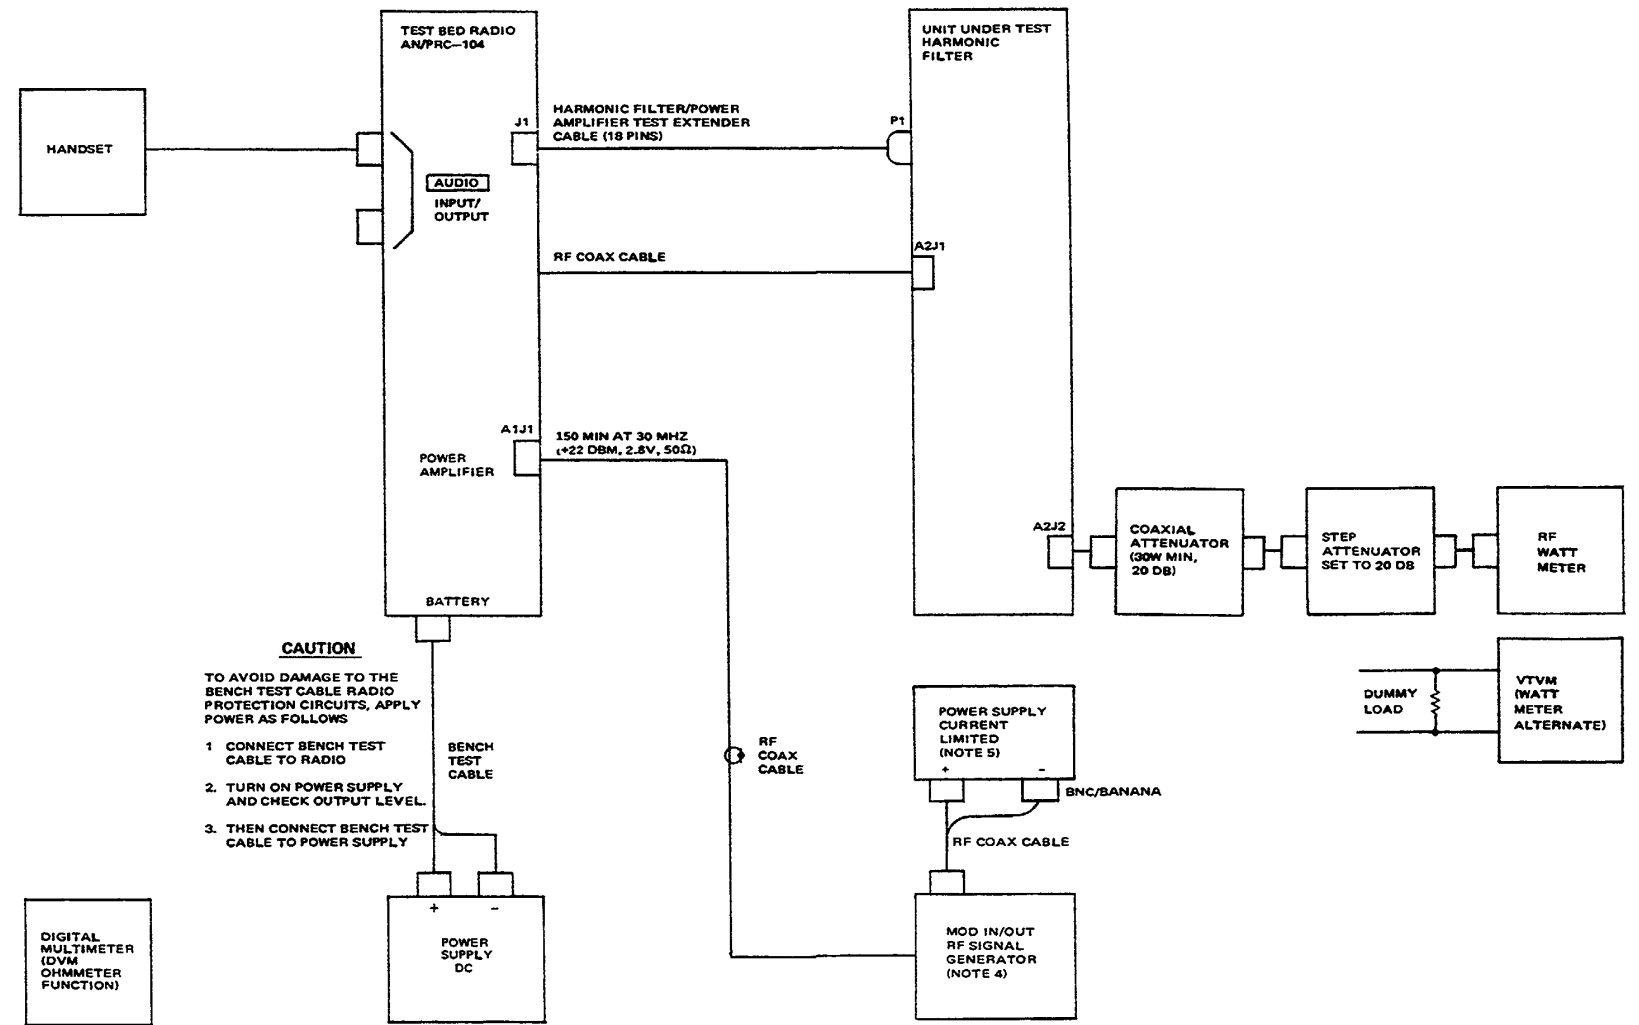 TEST BED RADIO
AN/PRC-104
UNIT UNDER TEST
HARMONIC
FILTER
HANDSET
AUDIO
INPUT/
OUTPUT
J1
HARMONIC FILTER/POWER
AMPLIFIER TEST EXTENDER
CABLE (18 PINS)
P1
RF COAX CABLE
A2J1
A1J1
POWER
AMPLIFIER
150 MIN AT 30 MHZ
(+22 DBM, 2.8V, 50Ω)
A2J2
COAXIAL
ATTENUATOR
(30W MIN,
20 DB)
STEP
ATTENUATOR
SET TO 20 DB
RF
WATT
METER
BATTERY
CAUTION
TO AVOID DAMAGE TO THE
BENCH TEST CABLE RADIO
PROTECTION CIRCUITS, APPLY
POWER AS FOLLOWS
1 CONNECT BENCH TEST
CABLE TO RADIO
2. TURN ON POWER SUPPLY
AND CHECK OUTPUT LEVEL.
3. THEN CONNECT BENCH TEST
CABLE TO POWER SUPPLY
BENCH
TEST
CABLE
RF
COAX
CABLE
POWER SUPPLY
CURRENT
LIMITED
(NOTE 5)
+ -
BNC/BANANA
RF COAX CABLE
DUMMY
LOAD
VTVM
(WATT
METER
ALTERNATE)
DIGITAL
MULTIMETER
(DVM
OHMMETER
FUNCTION)
+ -
POWER
SUPPLY
DC
MOD IN/OUT
RF SIGNAL
GENERATOR
(NOTE 4)